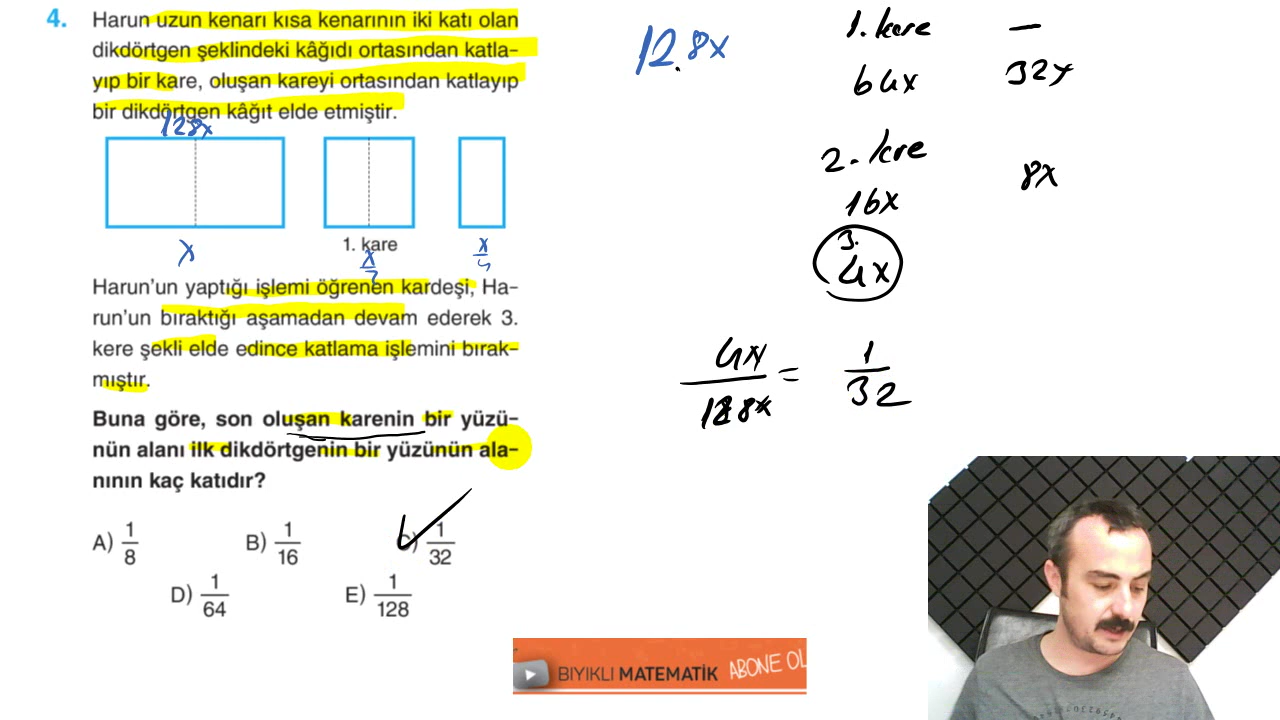 4. Harun uzun kenarı kısa kenarının iki katı olan
dikdörtgen şeklindeki kâğıdı ortasından katla-
yıp bir kare, oluşan kareyi ortasından katlayıp
bir dikdörtgen kâğıt elde etmiştir.
128x
1. kare
x
x/2
x/4
Harun'un yaptığı işlemi öğrenen kardeşi, Ha-
run'un bıraktığı aşamadan devam ederek 3.
kere şekli elde edince katlama işlemini bırak-
mıştır.
Buna göre, son oluşan karenin bir yüzü-
nün alanı ilk dikdörtgenin bir yüzünün ala-
nının kaç katıdır?
A) 1/8 B) 1/16 C) 1/32
D) 1/64 E) 1/128
128x
1. kare —
64x 32x
2. kre 8x
16x
3.
4x
4x/128x = 1/32
BIYIKLI MATEMATİK ABONE OL